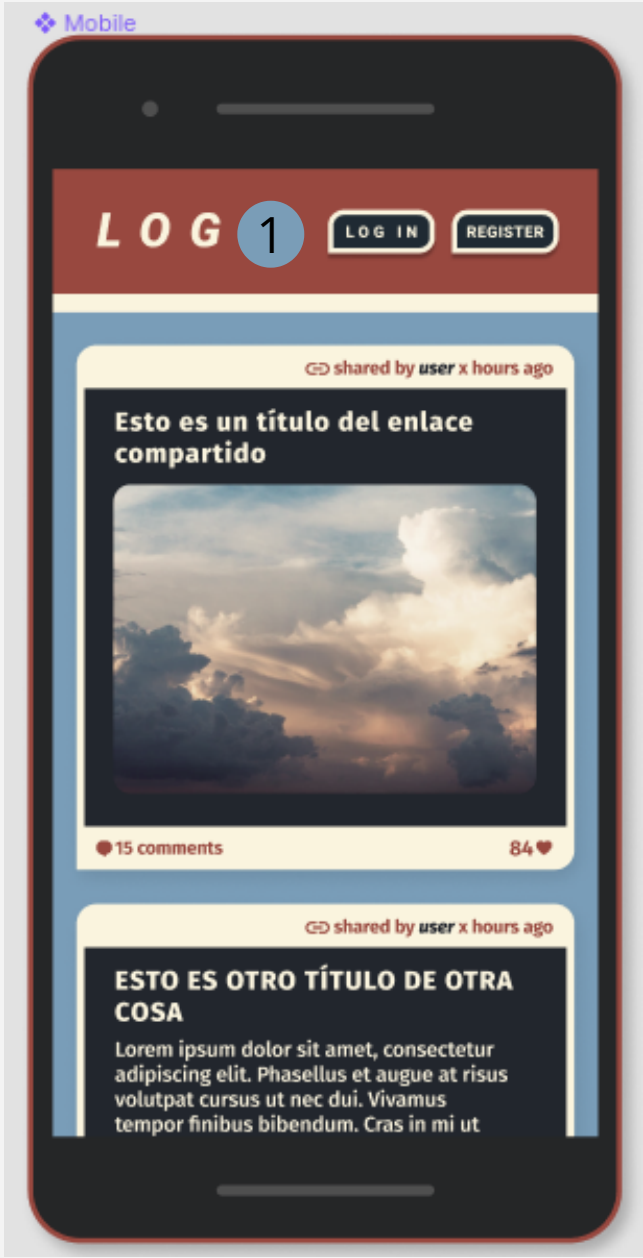 Mobile
L O G 1 LOG IN REGISTER
shared by user x hours ago
Esto es un título del enlace
compartido
15 comments 84
shared by user x hours ago
ESTO ES OTRO TÍTULO DE OTRA
COSA
Lorem ipsum dolor sit amet, consectetur
adipiscing elit. Phasellus et augue at risus
volutpat cursus ut nec dui. Vivamus
tempor finibus bibendum. Cras in mi ut